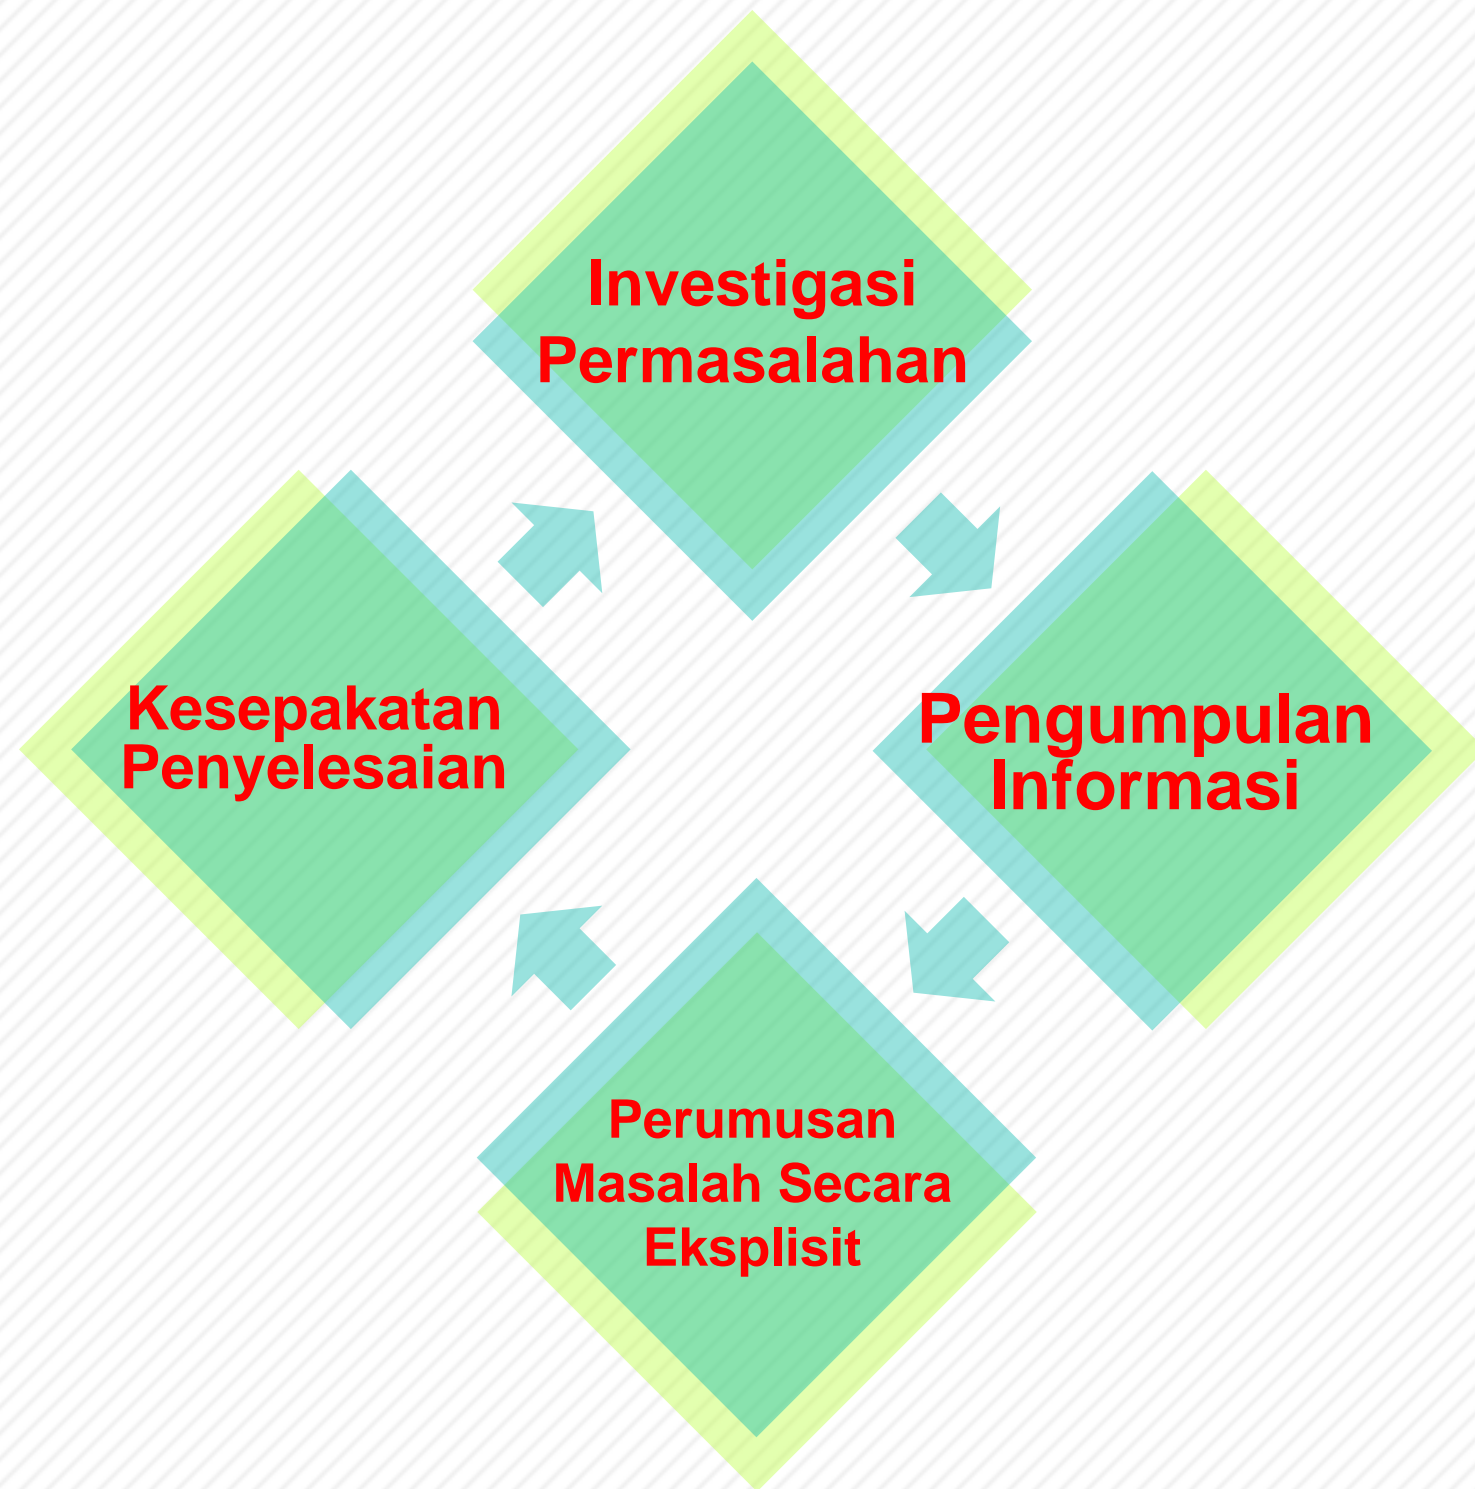 Investigasi
Permasalahan
Pengumpulan
Informasi
Perumusan
Masalah Secara
Eksplisit
Kesepakatan
Penyelesaian